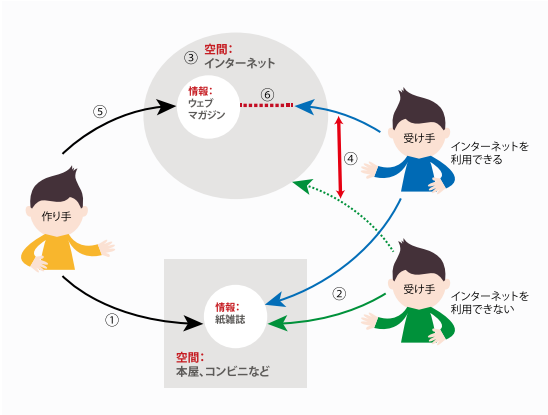 ③
空間：
インターネット
情報：
ウェブ
マガジン
⑥
⑤
受け手
インターネットを
利用できる
④
作り手
受け手
インターネットを
利用できない
②
情報：
紙雑誌
①
空間：
本屋、コンビニなど